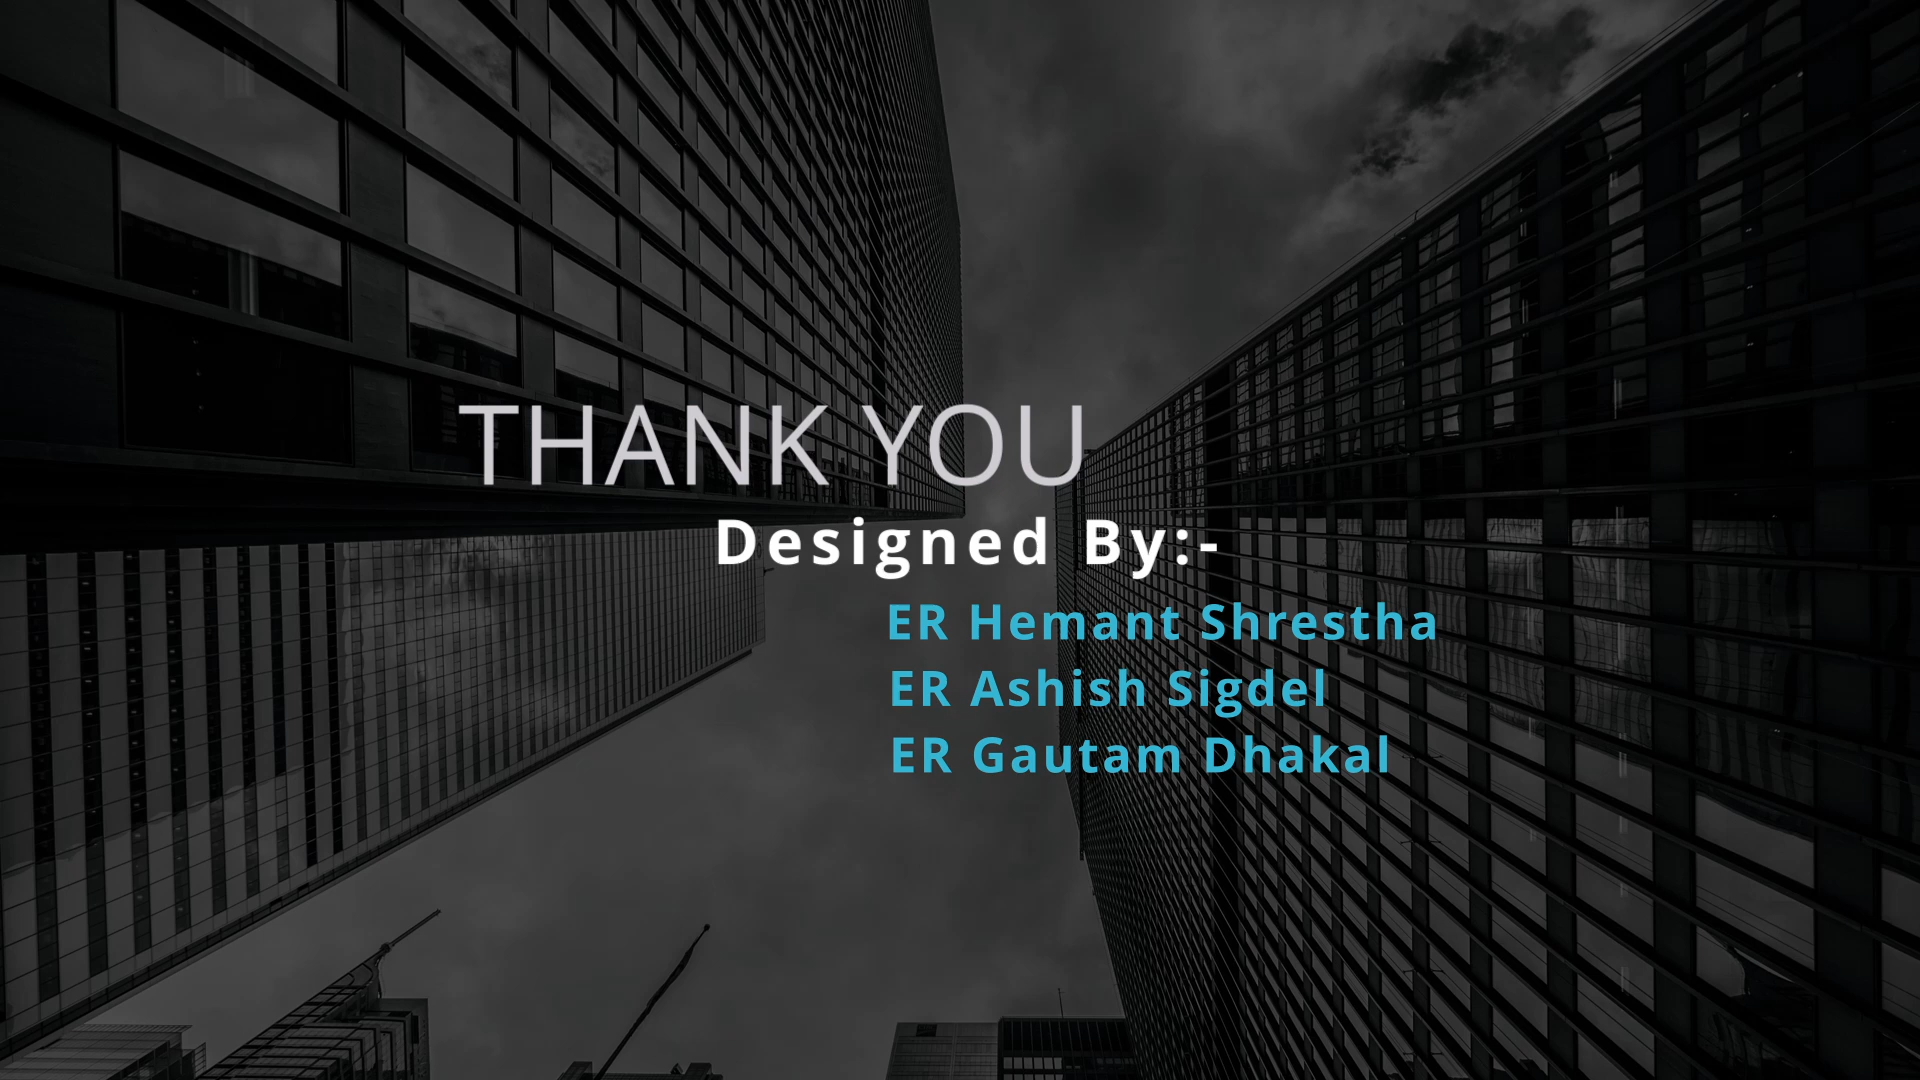 THANK YOU
Designed By:-
ER Hemant Shrestha
ER Ashish Sigdel
ER Gautam Dhakal